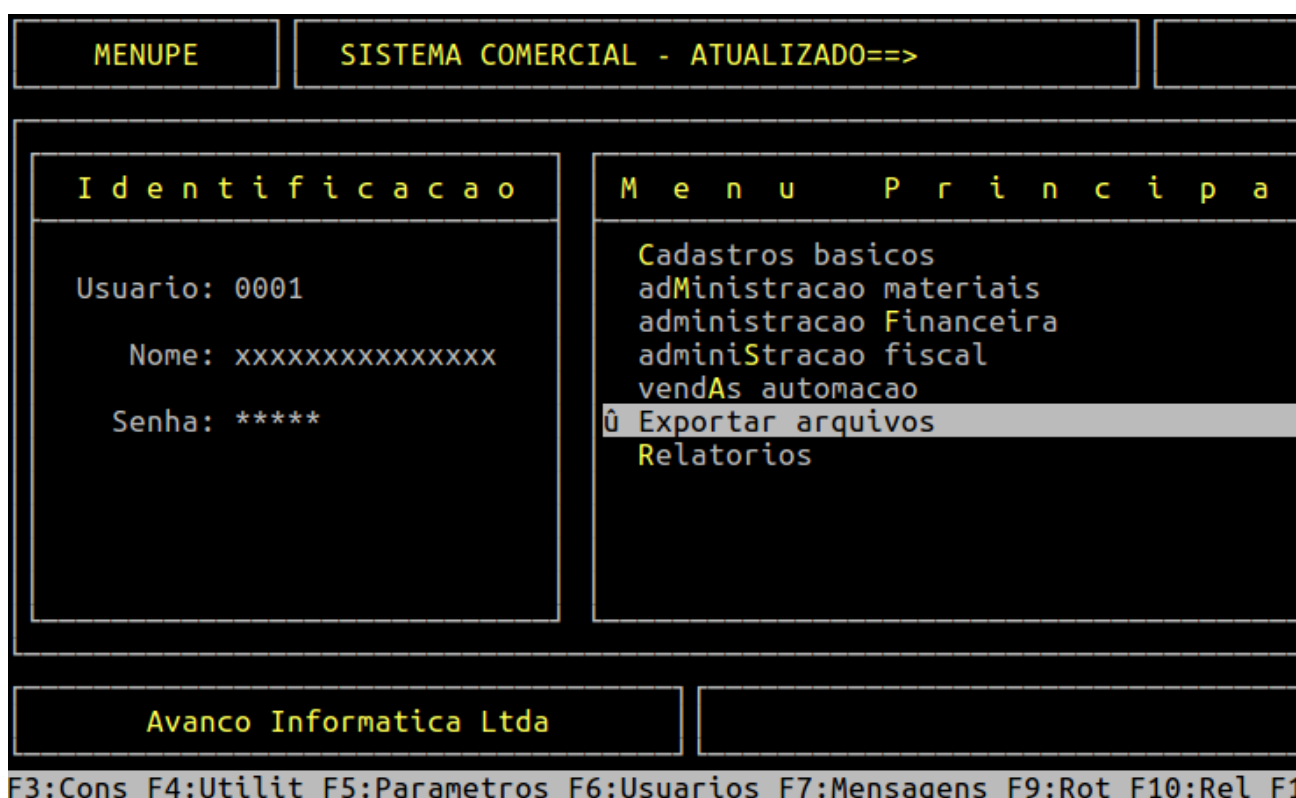 MENUPE
SISTEMA COMERCIAL - ATUALIZADO==>
I d e n t i f i c a c a o
Usuario: 0001
Nome: xxxxxxxxxxxxxxx
Senha: *****
M e n u P r i n c i p a
Cadastros basicos
adMinistracao materiais
administracao Financeira
adminiStracao fiscal
vendAs automacao
û Exportar arquivos
Relatorios
Avanco Informatica Ltda
F3:Cons F4:Utilit F5:Parametros F6:Usuarios F7:Mensagens F9:Rot F10:Rel F1